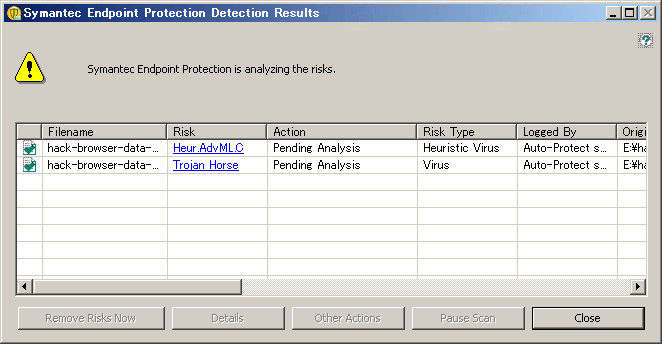 Symantec Endpoint Protection Detection Results
Symantec Endpoint Protection is analyzing the risks.
Filename Risk Action Risk Type Logged By Origi
hack-browser-data-... Heur.AdvML.C Pending Analysis Heuristic Virus Auto-Protect s... E:¥ha
hack-browser-data-... Trojan Horse Pending Analysis Virus Auto-Protect s... E:¥ha
Remove Risks Now Details Other Actions Pause Scan Close